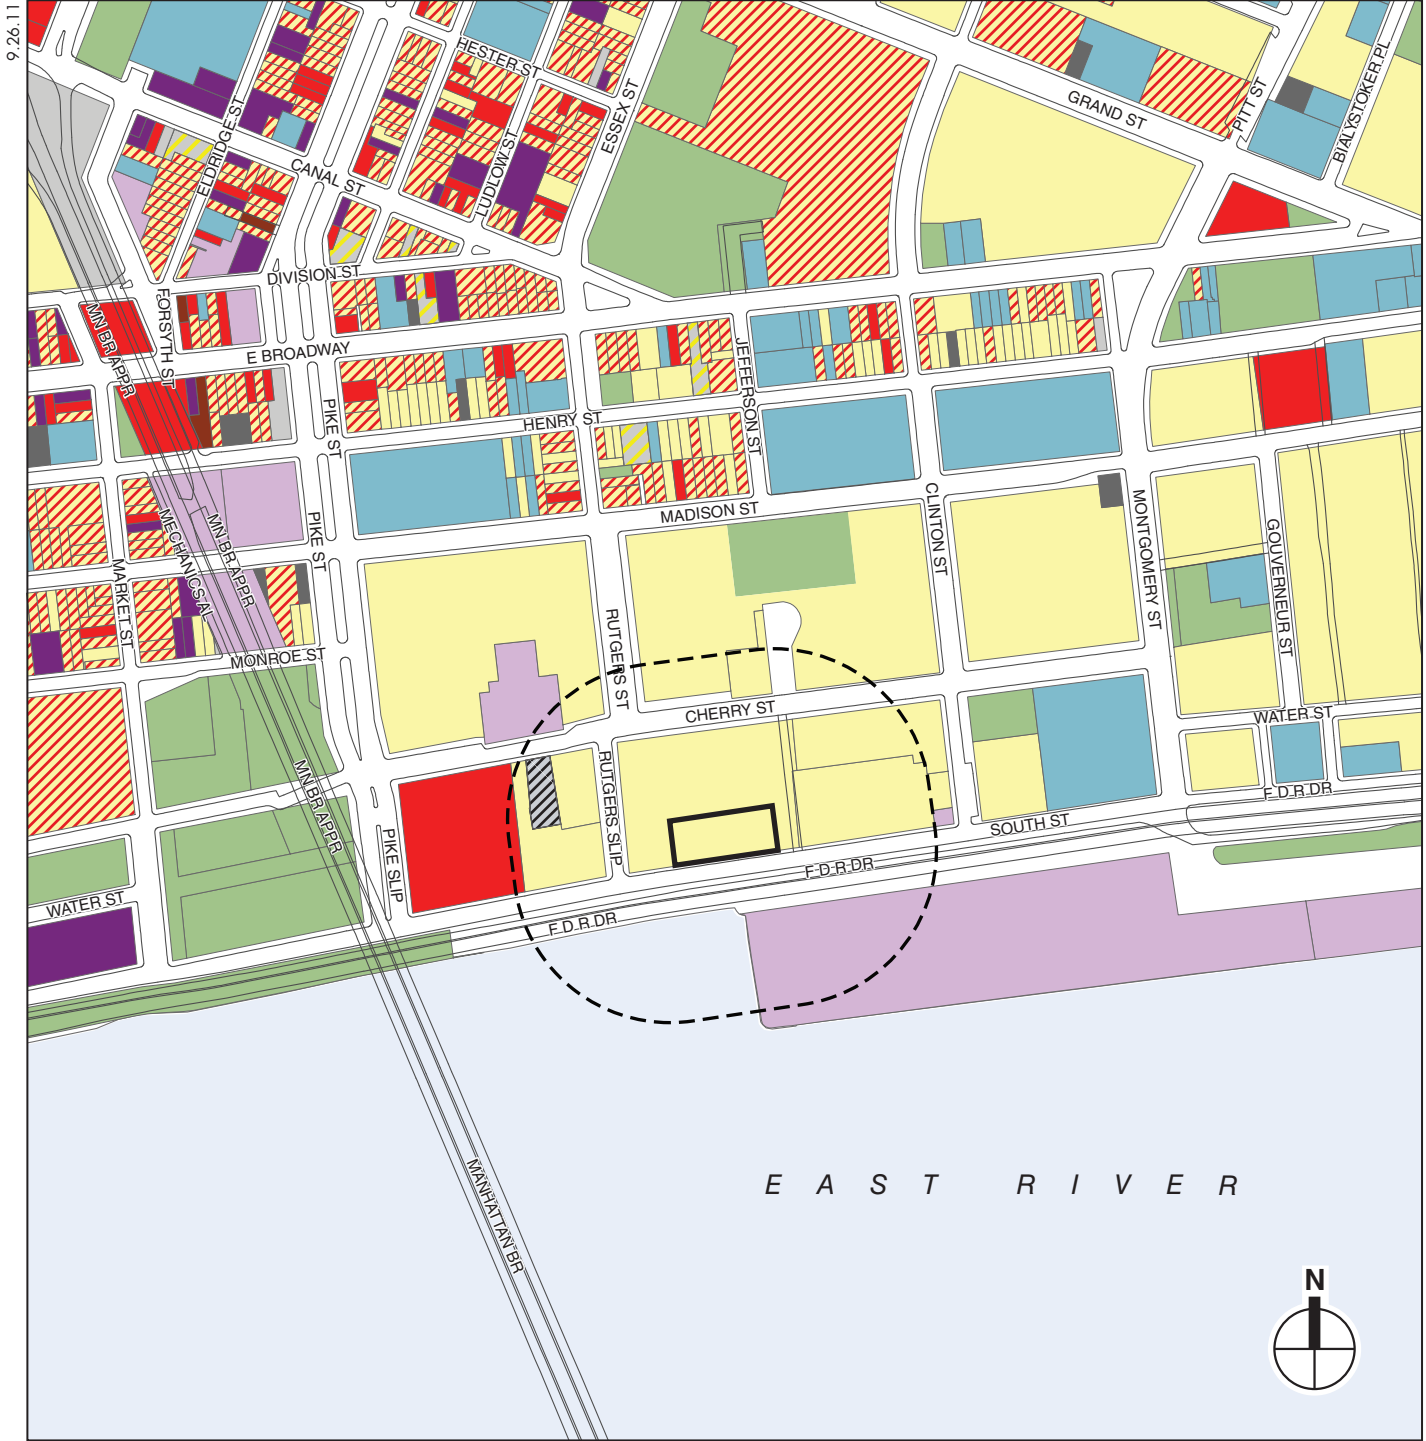 9.26.11
HESTER ST
ESSEX ST
GRAND ST
PITT ST
BIALYSTOKER PL
ELDRIDGE ST
CANAL ST
LUDLOW ST
DIVISION ST
FORSYTH ST
MN BR APPR
E BROADWAY
JEFFERSON ST
PIKE ST
HENRY ST
MADISON ST
CLINTON ST
MONTGOMERY ST
GOUVERNEUR ST
MECHANICS AL
MN BR APPR
PIKE ST
MARKET ST
MONROE ST
RUTGERS ST
CHERRY ST
WATER ST
RUTGERS SLIP
MN BR APPR
PIKE SLIP
F D R DR
SOUTH ST
F D R DR
WATER ST
F D R DR
MANHATTAN BR
EAST RIVER
N